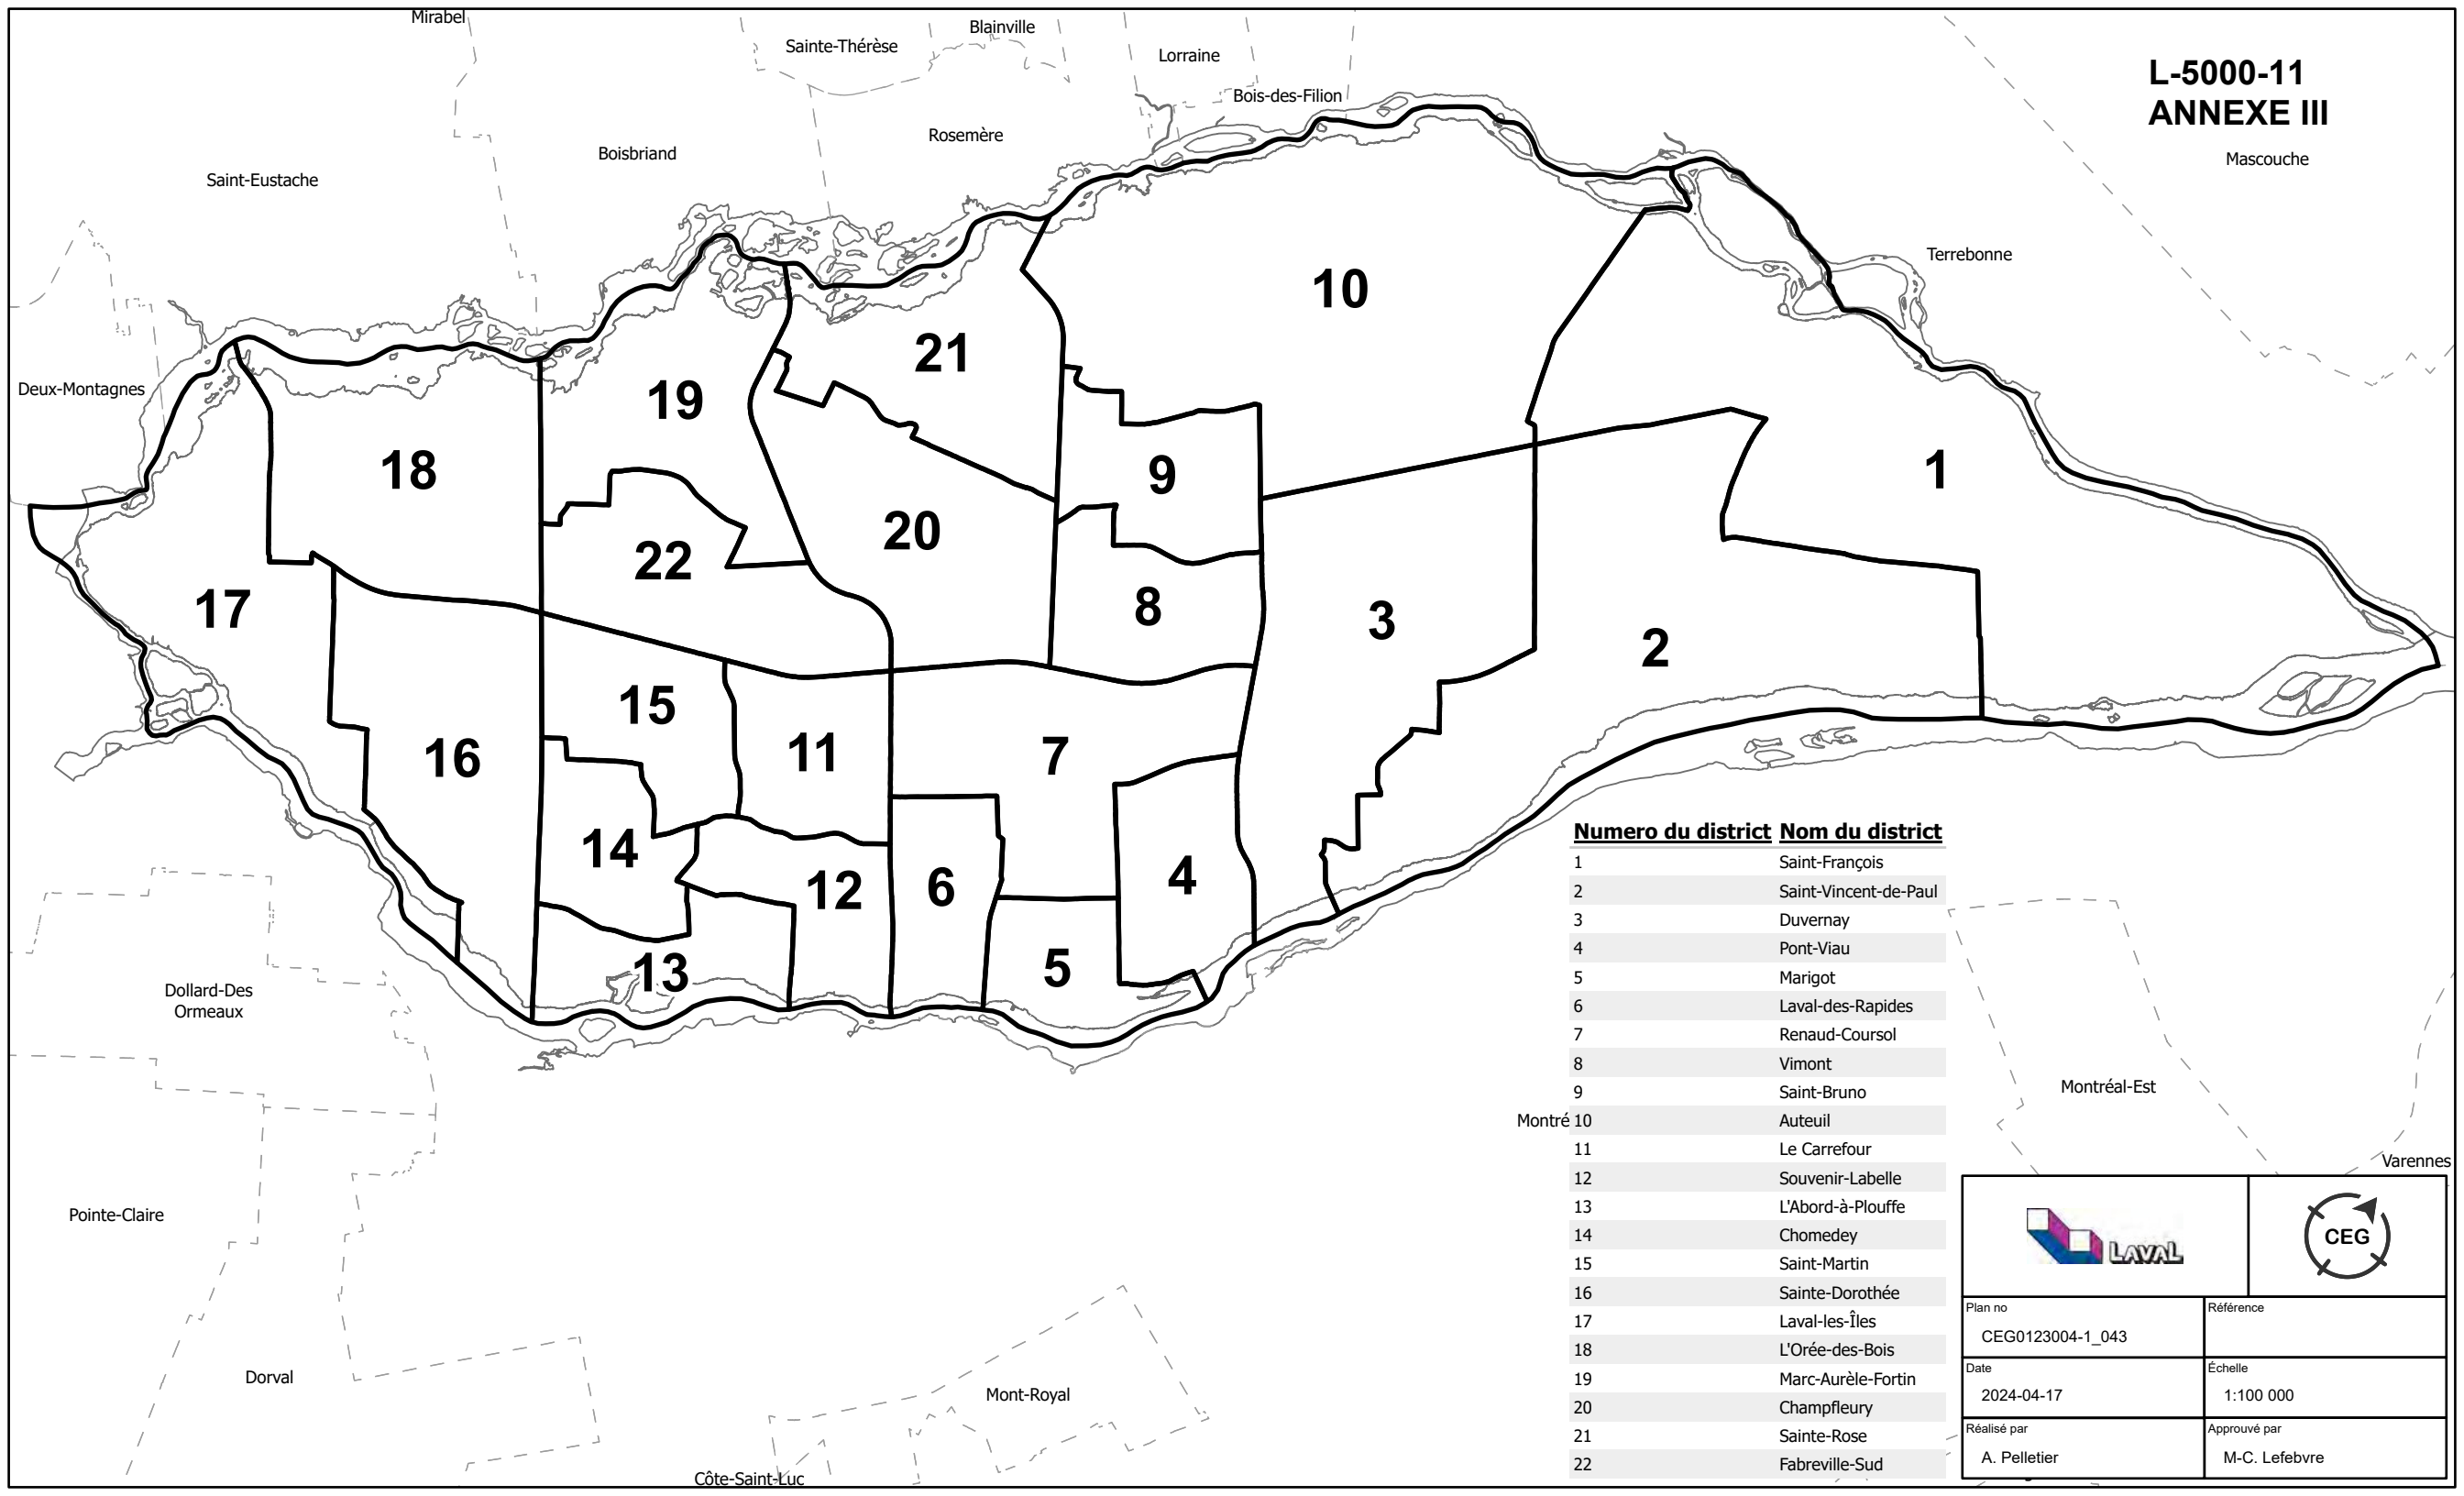 Mirabel
Blainville
Sainte-Thérèse
Lorraine
L-5000-11
ANNEXE III
Bois-des-Filion
Rosemère
Boisbriand
Mascouche
Saint-Eustache
Terrebonne
10
21
Deux-Montagnes
19
18
9
1
20
22
17
8
3
2
15
11
7
16
14
12
6
4
13
5
Numero du district Nom du district
1 Saint-François
2 Saint-Vincent-de-Paul
3 Duvernay
4 Pont-Viau
5 Marigot
6 Laval-des-Rapides
7 Renaud-Coursol
8 Vimont
9 Saint-Bruno
10 Auteuil
11 Le Carrefour
12 Souvenir-Labelle
13 L'Abord-à-Plouffe
14 Chomedey
15 Saint-Martin
16 Sainte-Dorothée
17 Laval-les-Îles
18 L'Orée-des-Bois
19 Marc-Aurèle-Fortin
20 Champfleury
21 Sainte-Rose
22 Fabreville-Sud
Dollard-Des
Ormeaux
Montréal-Est
Montré
Varennes
Pointe-Claire
Dorval
Mont-Royal
Côte-Saint-Luc
LAVAL
CEG
Plan no
CEG0123004-1_043
Référence
Date
2024-04-17
Échelle
1:100 000
Réalisé par
A. Pelletier
Approuvé par
M-C. Lefebvre